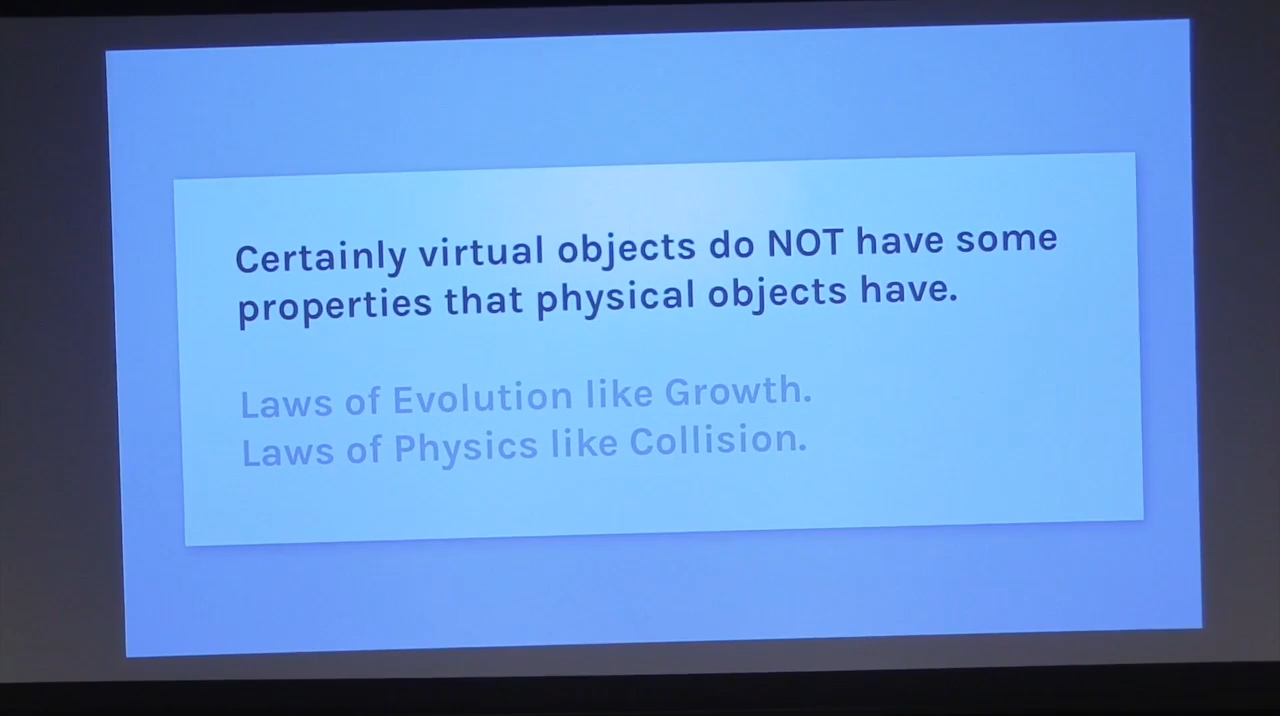 Certainly virtual objects do NOT have some
properties that physical objects have.
Laws of Evolution like Growth.
Laws of Physics like Collision.